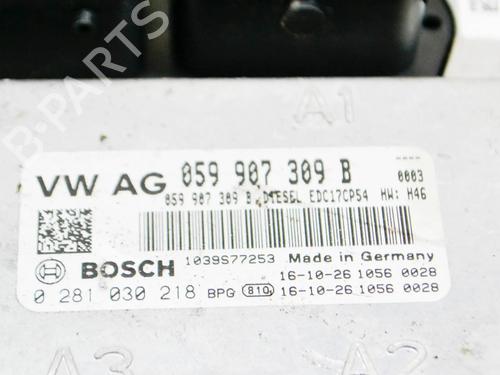 A1
VW AG 059 907 309 B
0003
059 907 309 B DIESEL EDC17CP54 HW: H46
BOSCH 1039S77253 Made in Germany
16-10-26 1056 0028
0 281 030 218 BPG 810 16-10-26 1056 0028
A3 A2
B-PARTS